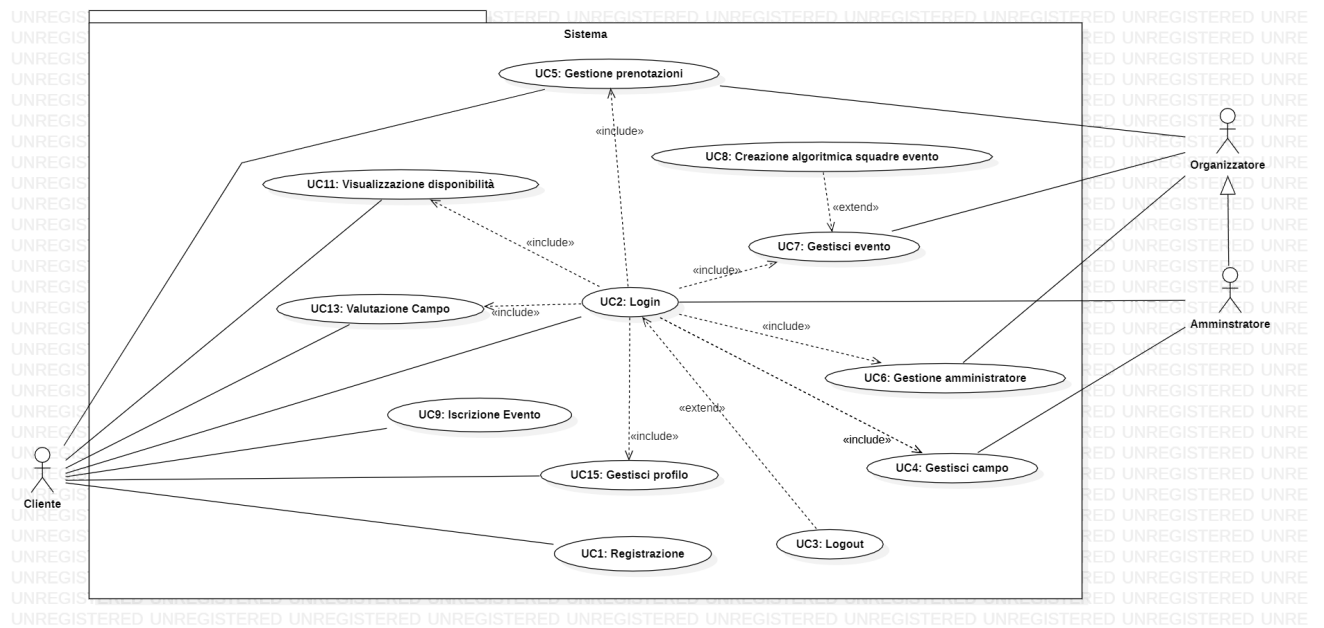 Sistema
UC5: Gestione prenotazioni
«include»
UC8: Creazione algoritmica squadre evento
Organizzatore
UC11: Visualizzazione disponibilità
«extend»
«include»
UC7: Gestisci evento
«include»
UC2: Login
UC13: Valutazione Campo
«include»
Amminstratore
«include»
UC6: Gestione amministratore
«extend»
UC9: Iscrizione Evento
«include»
«include»
UC4: Gestisci campo
UC15: Gestisci profilo
Cliente
UC3: Logout
UC1: Registrazione
UNREGISTERED UNREGISTERED UNREGISTERED UNREGISTERED UNREGISTERED UNREGISTERED UNRE